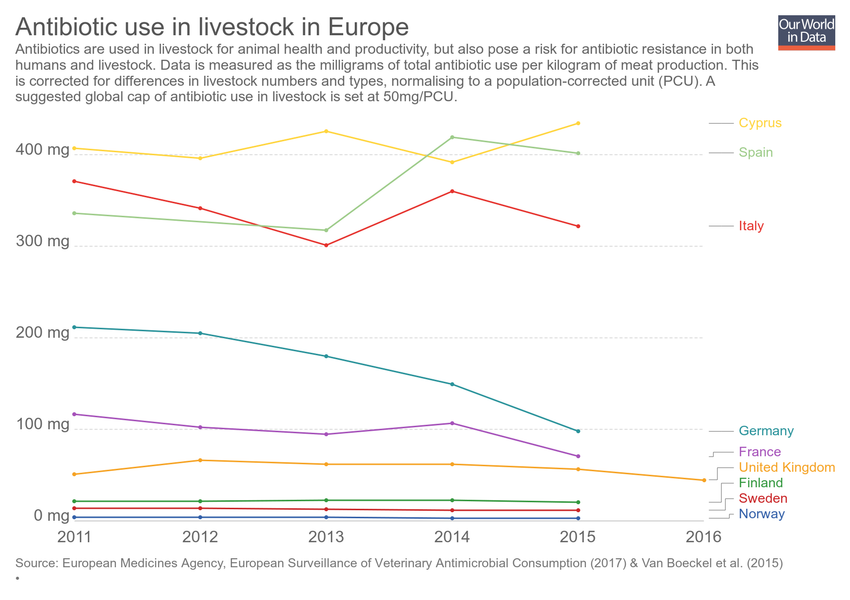 Antibiotic use in livestock in Europe
Our World
in Data
Antibiotics are used in livestock for animal health and productivity, but also pose a risk for antibiotic resistance in both
humans and livestock. Data is measured as the milligrams of total antibiotic use per kilogram of meat production. This
is corrected for differences in livestock numbers and types, normalising to a population-corrected unit (PCU). A
suggested global cap of antibiotic use in livestock is set at 50mg/PCU.
Cyprus
400 mg
Spain
Italy
300 mg
200 mg
100 mg
Germany
France
United Kingdom
Finland
Sweden
Norway
0 mg
2011 2012 2013 2014 2015 2016
Source: European Medicines Agency, European Surveillance of Veterinary Antimicrobial Consumption (2017) & Van Boeckel et al. (2015)
•